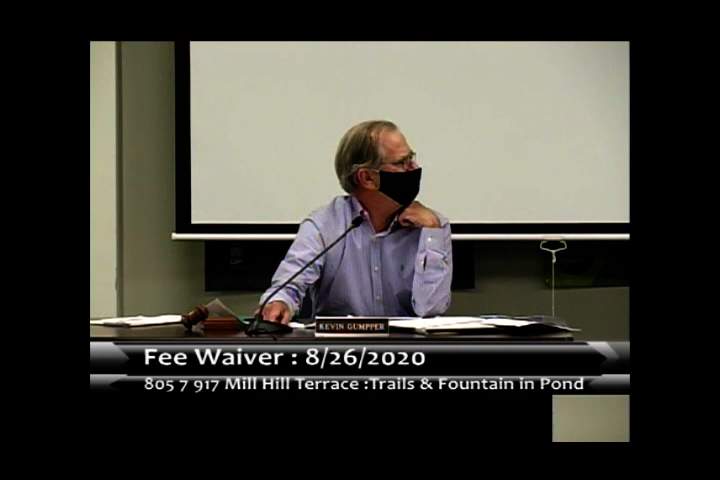 KEVIN GUMPPER
Fee Waiver : 8/26/2020
805 7 917 Mill Hill Terrace :Trails & Fountain in Pond